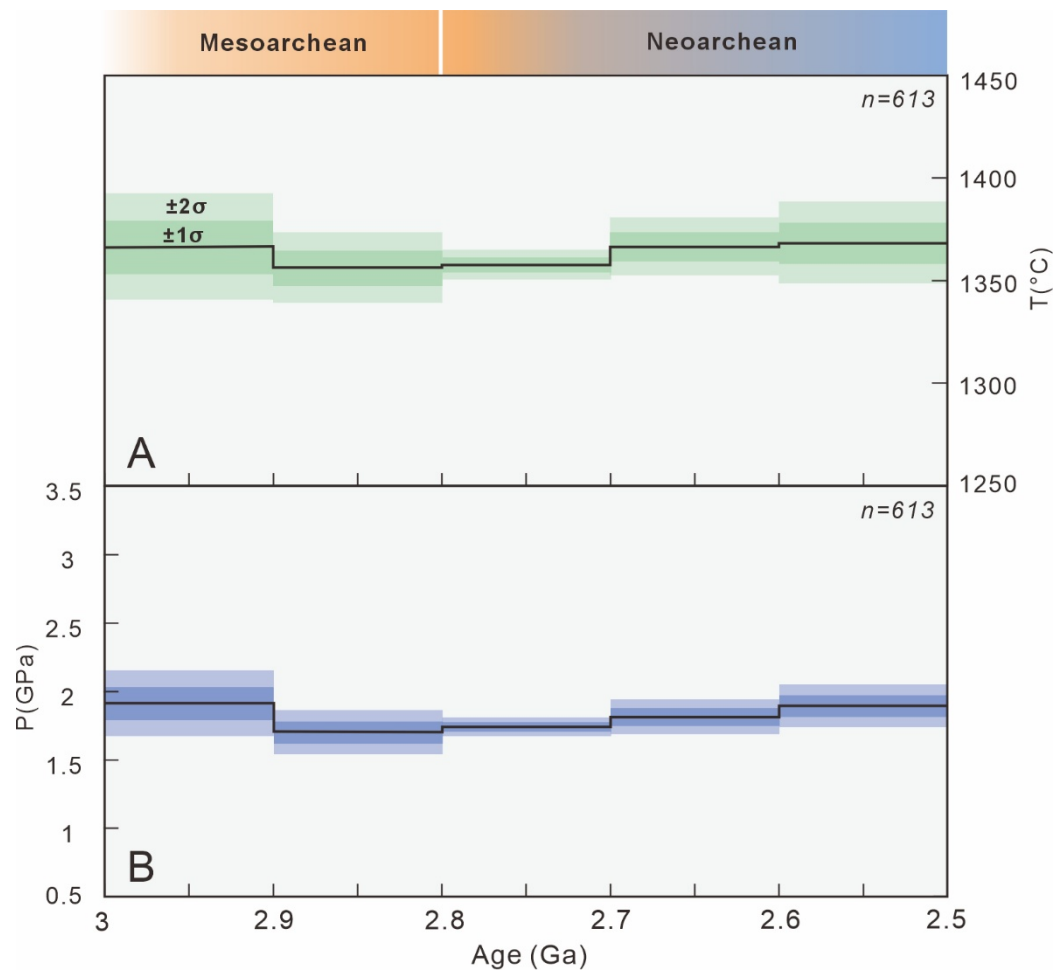 Mesoarchean Neoarchean
n=613
1450
1400
1350
1300
1250
T(°C)
±2σ
±1σ
A
n=613
3.5
3
2.5
2
1.5
1
0.5
P(GPa)
B
3 2.9 2.8 2.7 2.6 2.5
Age (Ga)